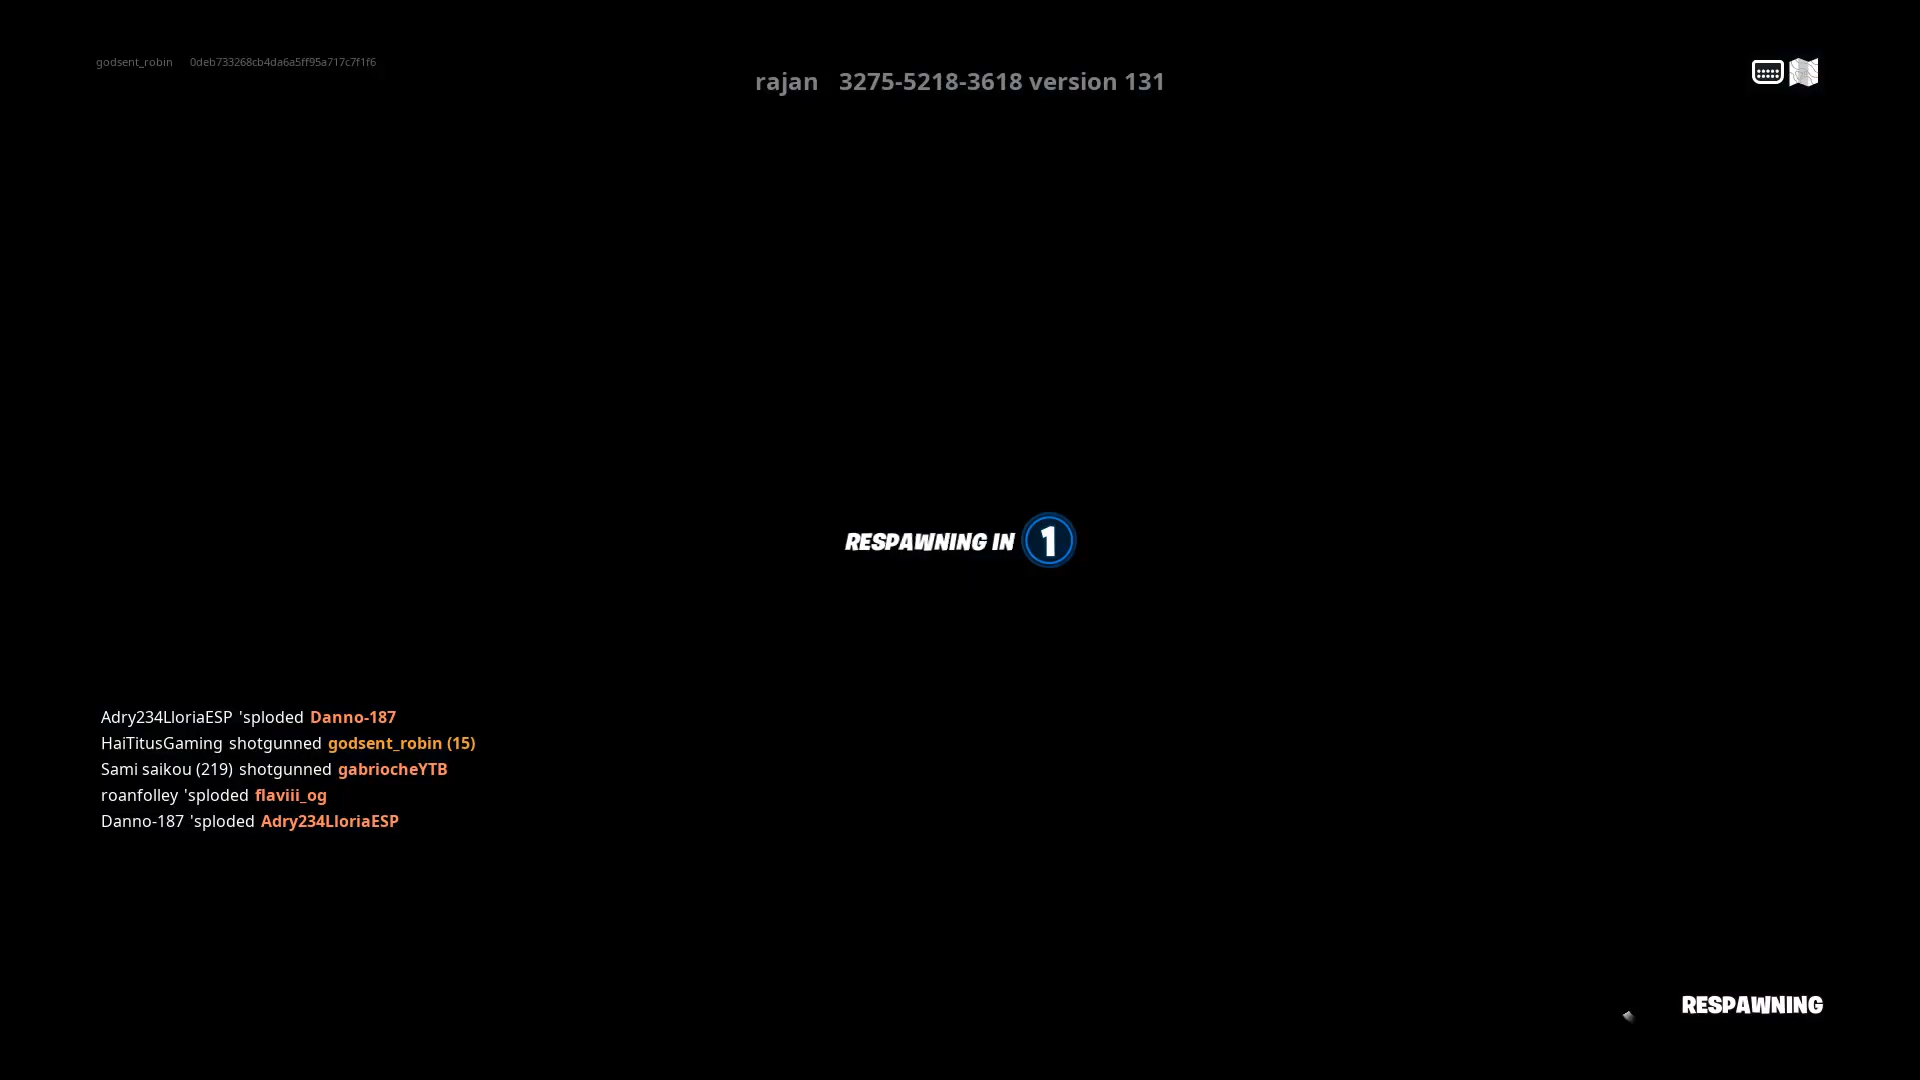 godsent_robin 0deb733268cb4da6a5ff95a717c7f1f6
rajan 3275-5218-3618 version 131
RESPAWNING IN 1
Adry234LloriaESP 'sploded Danno-187
HaiTitusGaming shotgunned godsent_robin (15)
Sami saikou (219) shotgunned gabriocheYTB
roanfolley 'sploded flaviii_og
Danno-187 'sploded Adry234LloriaESP
RESPAWNING